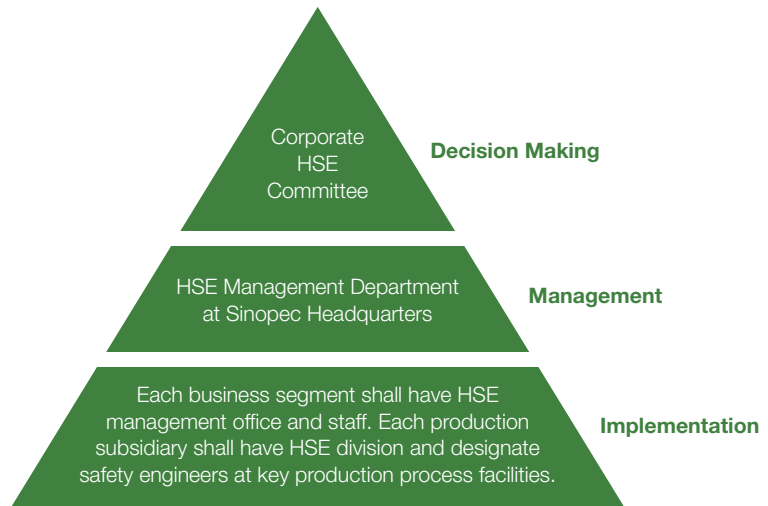 Corporate
HSE
Committee
Decision Making
HSE Management Department
at Sinopec Headquarters
Management
Each business segment shall have HSE
management office and staff. Each production
subsidiary shall have HSE division and designate
safety engineers at key production process facilities.
Implementation